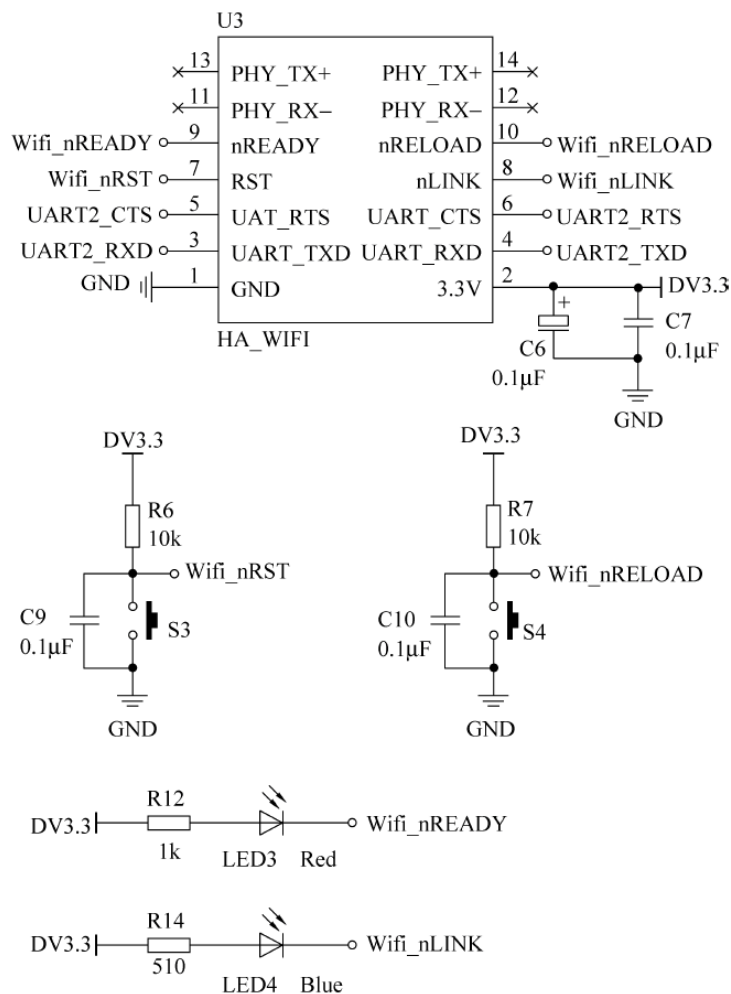 U3
13 PHY_TX+ PHY_TX+ 14
11 PHY_RX− PHY_RX− 12
Wifi_nREADY 9 nREADY nRELOAD 10 Wifi_nRELOAD
Wifi_nRST 7 RST nLINK 8 Wifi_nLINK
UART2_CTS 5 UAT_RTS UART_CTS 6 UART2_RTS
UART2_RXD 3 UART_TXD UART_RXD 4 UART2_TXD
GND 1 GND 3.3V 2 DV3.3
HA_WIFI
+
C6
0.1μF
C7
0.1μF
GND
DV3.3
R6
10k
Wifi_nRST
C9
0.1μF
S3
GND
DV3.3
R7
10k
Wifi_nRELOAD
C10
0.1μF
S4
GND
R12
DV3.3 Wifi_nREADY
1k LED3 Red
R14
DV3.3 Wifi_nLINK
510 LED4 Blue